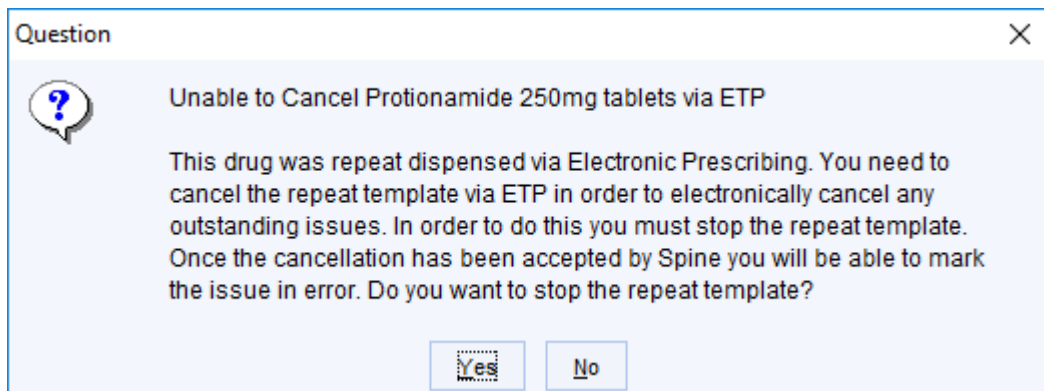 Question
Unable to Cancel Protionamide 250mg tablets via ETP
This drug was repeat dispensed via Electronic Prescribing. You need to
cancel the repeat template via ETP in order to electronically cancel any
outstanding issues. In order to do this you must stop the repeat template.
Once the cancellation has been accepted by Spine you will be able to mark
the issue in error. Do you want to stop the repeat template?
Yes No